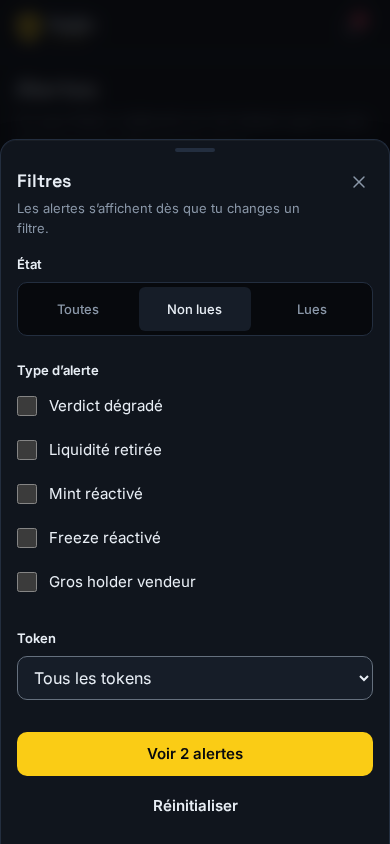 Filtres
Les alertes s’affichent dès que tu changes un
filtre.
État
Toutes
Non lues
Lues
Type d’alerte
Verdict dégradé
Liquidité retirée
Mint réactivé
Freeze réactivé
Gros holder vendeur
Token
Tous les tokens
Voir 2 alertes
Réinitialiser